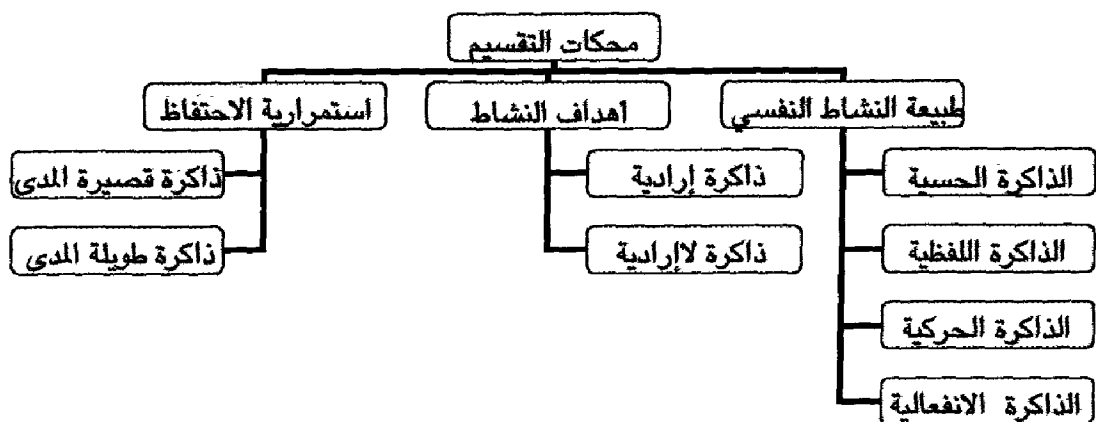 محكات التقسيم
طبيعة النشاط النفسي
أهداف النشاط
استمرارية الاحتفاظ
الذاكرة الحسية
الذاكرة اللفظية
الذاكرة الحركية
الذاكرة الانفعالية
ذاكرة إرادية
ذاكرة لاإرادية
ذاكرة قصيرة المدى
ذاكرة طويلة المدى